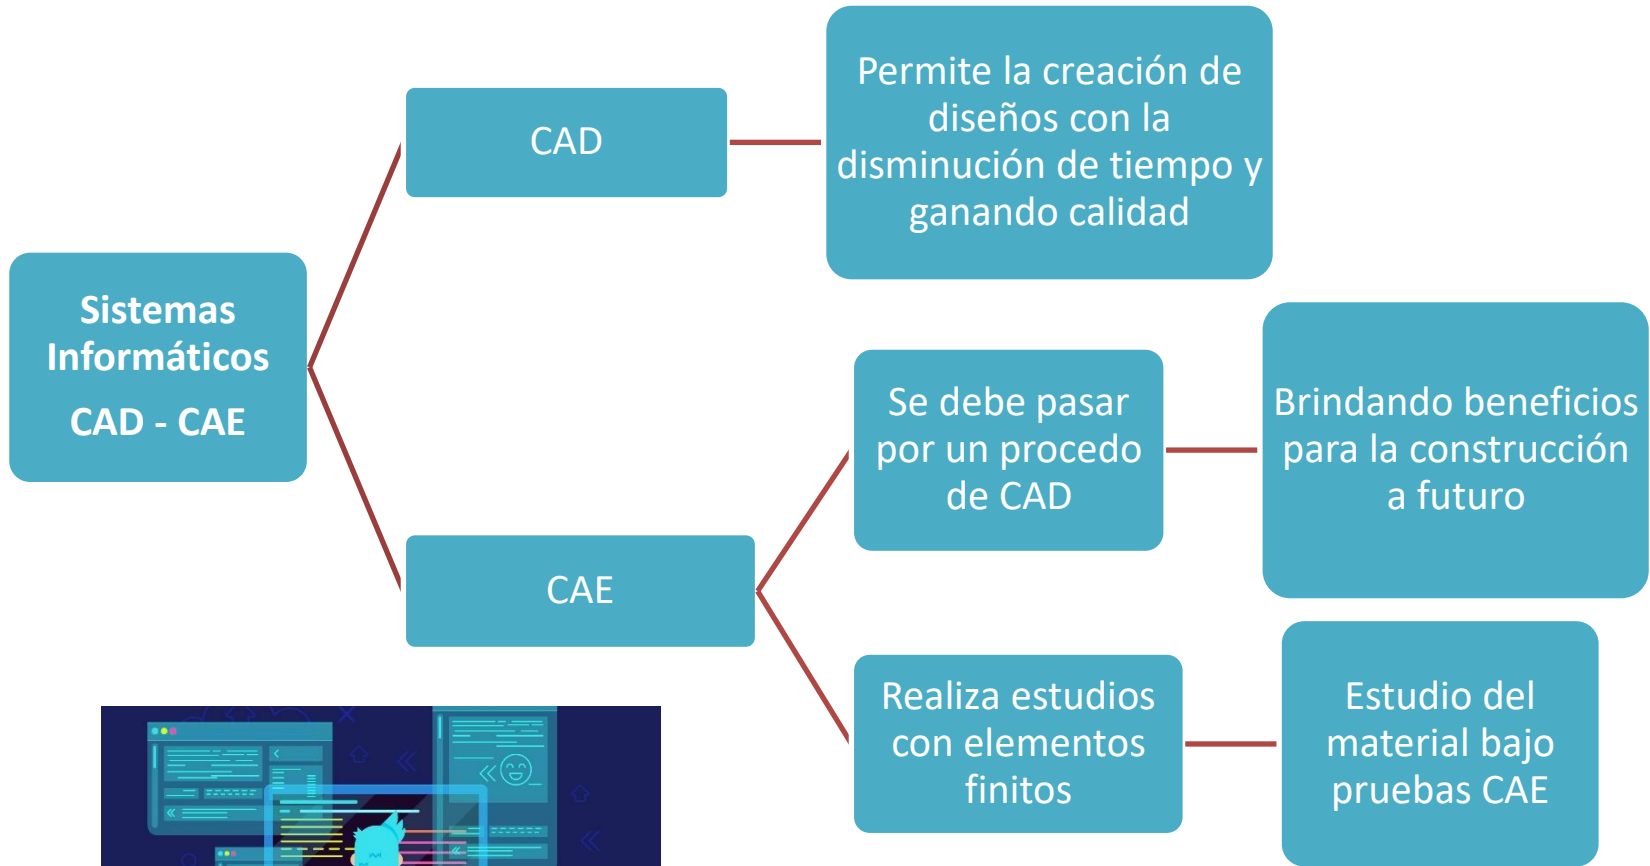 Sistemas
Informáticos
CAD - CAE
CAD
Permite la creación de
diseños con la
disminución de tiempo y
ganando calidad
CAE
Se debe pasar
por un procedo
de CAD
Brindando beneficios
para la construcción
a futuro
Realiza estudios
con elementos
finitos
Estudio del
material bajo
pruebas CAE